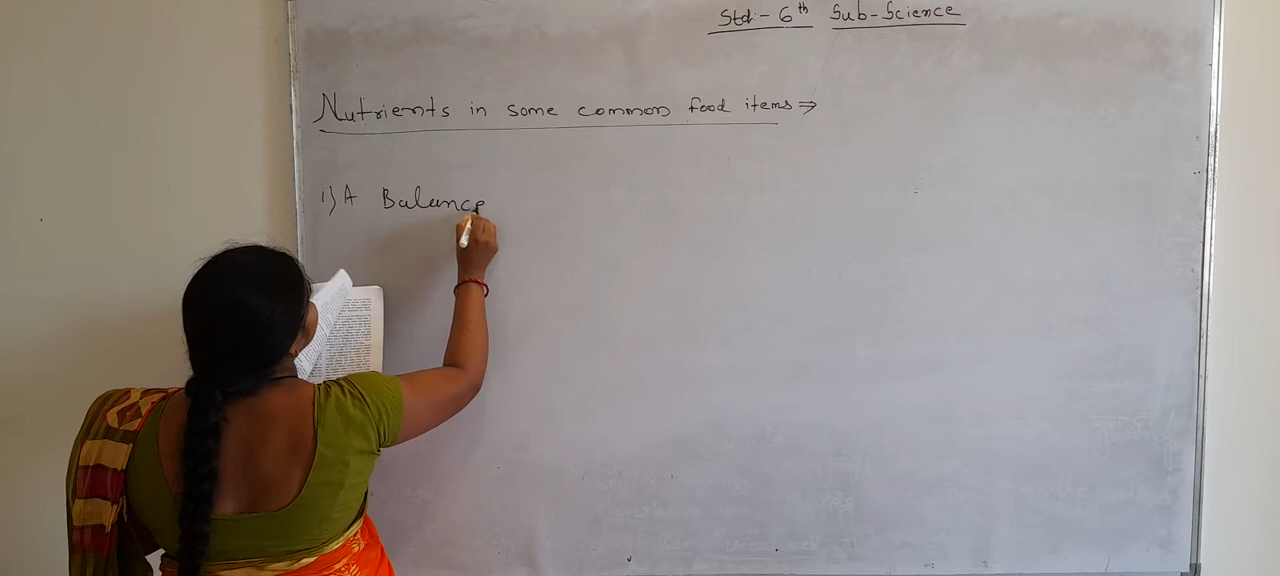 Std:- 6th Sub-Science
Nutrients in some common food items ⇒
1) A Balance